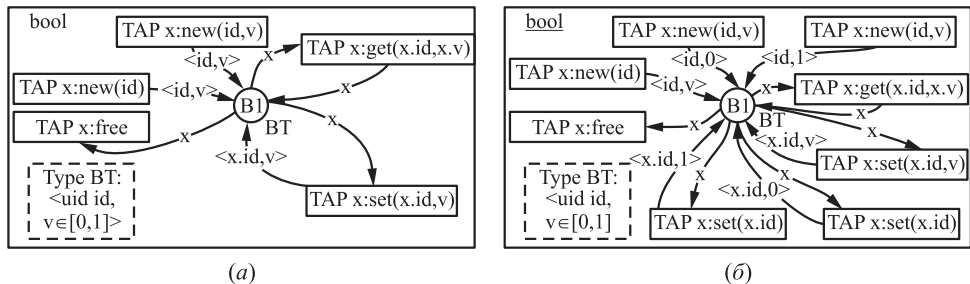 bool
TAP x:new(id,v)
TAP x:get(x.id,x.v)
x
<id,v>
x
TAP x:new(id)
<id,v>
B1
BT
TAP x:free
x
x
<x.id,v>
Type BT:
<uid id,
v∈[0,1]>
TAP x:set(x.id,v)
(а)
bool
TAP x:new(id,v)
TAP x:new(id,v)
<id,0>
<id,1>
TAP x:new(id)
<id,v>
x
TAP x:get(x.id,x.v)
B1
BT
x
x
TAP x:free
x
<x.id,v>
<x.id,1>
TAP x:set(x.id,v)
x
x
<x.id,0>
Type BT:
<uid id,
v∈[0,1]
TAP x:set(x.id)
TAP x:set(x.id)
(б)